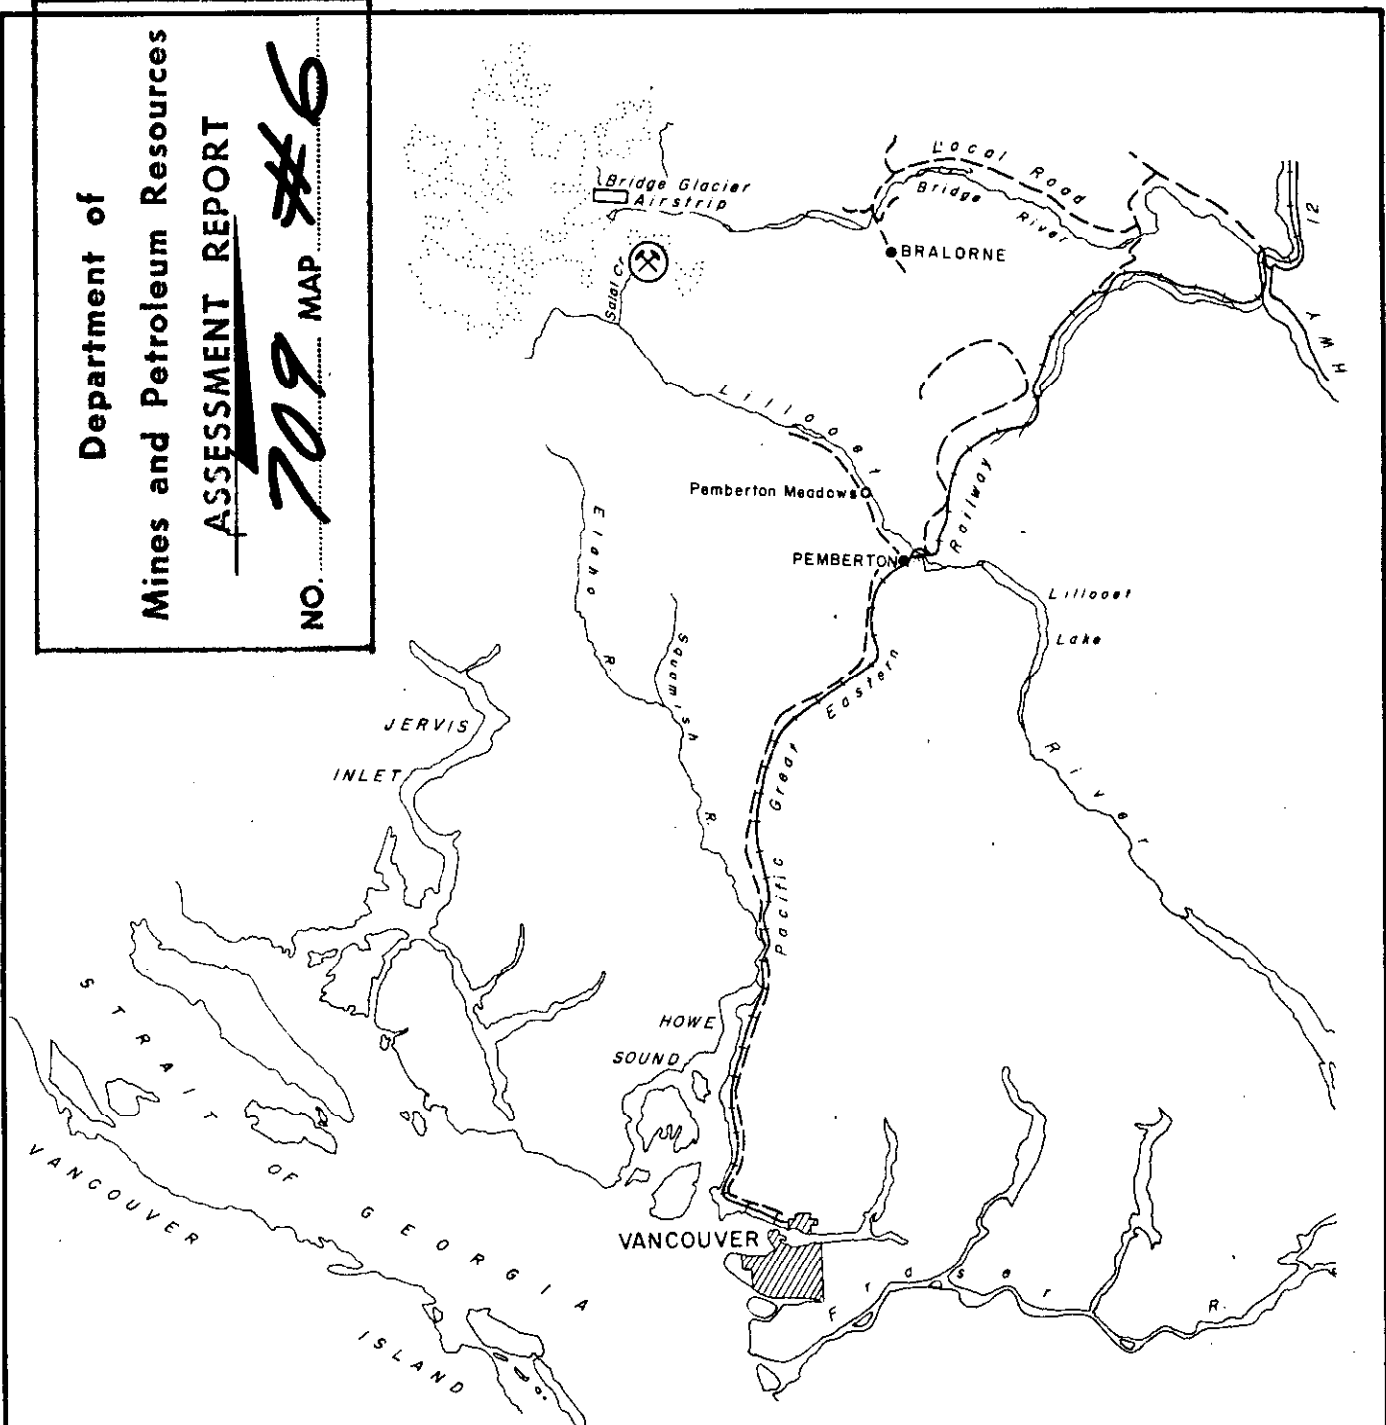 Department of
Mines and Petroleum Resources
ASSESSMENT REPORT
NO. 709 MAP #6
Bridge Glacier
Airstrip
Salal Cr
Local Road
Bridge River
BRALORNE
HWY 12
Lillooet
Pemberton Meadows
PEMBERTON
Railway
Lillooet
Lake
Elaho R.
Squamish R.
Eastern
Great
Pacific
River
JERVIS
INLET
HOWE
SOUND
STRAIT OF GEORGIA
VANCOUVER
ISLAND
VANCOUVER
Fraser R.